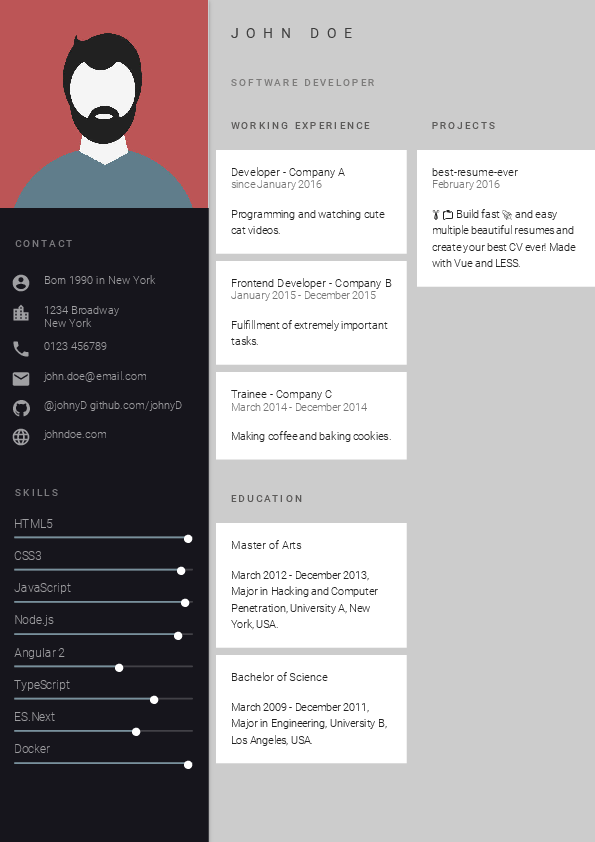 JOHN DOE
SOFTWARE DEVELOPER
CONTACT
Born 1990 in New York
1234 Broadway
New York
0123 456789
john.doe@email.com
@johnyD github.com/johnyD
johndoe.com
SKILLS
HTML5
CSS3
JavaScript
Node.js
Angular 2
TypeScript
ES.Next
Docker
WORKING EXPERIENCE
Developer - Company A
since January 2016
Programming and watching cute
cat videos.
Frontend Developer - Company B
January 2015 - December 2015
Fulfillment of extremely important
tasks.
Trainee - Company C
March 2014 - December 2014
Making coffee and baking cookies.
EDUCATION
Master of Arts
March 2012 - December 2013,
Major in Hacking and Computer
Penetration, University A, New
York, USA.
Bachelor of Science
March 2009 - December 2011,
Major in Engineering, University B,
Los Angeles, USA.
PROJECTS
best-resume-ever
February 2016
👔 💼 Build fast 🚀 and easy
multiple beautiful resumes and
create your best CV ever! Made
with Vue and LESS.